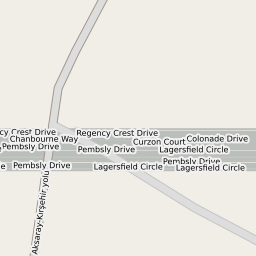 cy Crest Drive
Regency Crest Drive
Chanbourne Way
Curzon Court
Colonade Drive
Pembsly Drive
Pembsly Drive
Lagersfield Circle
Pembsly Drive
Pembsly Drive
Lagersfield Circle
Lagersfield Circle
e
Aksaray-Kırşehir yolu